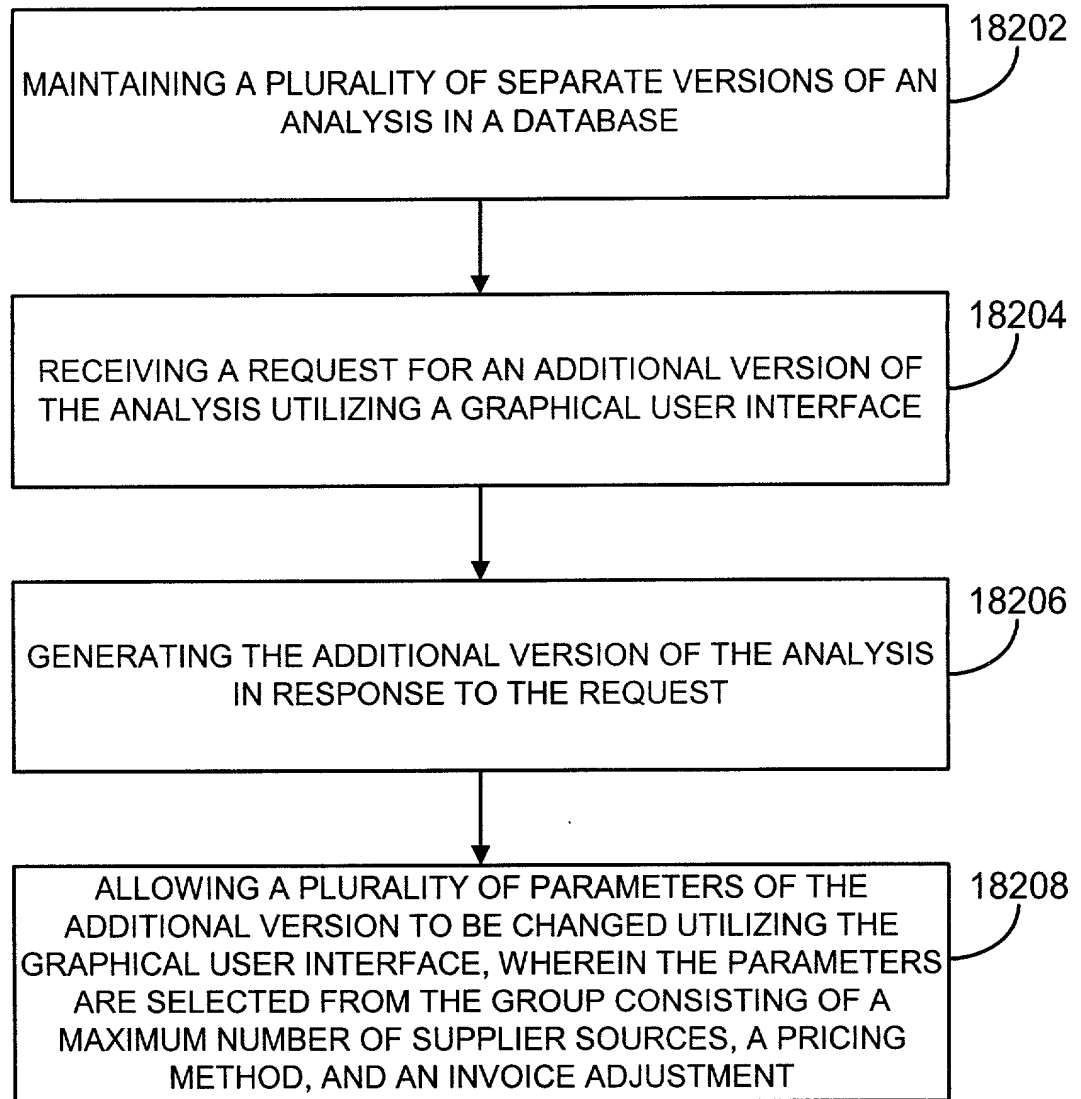 18202
MAINTAINING A PLURALITY OF SEPARATE VERSIONS OF AN
ANALYSIS IN A DATABASE
18204
RECEIVING A REQUEST FOR AN ADDITIONAL VERSION OF
THE ANALYSIS UTILIZING A GRAPHICAL USER INTERFACE
18206
GENERATING THE ADDITIONAL VERSION OF THE ANALYSIS
IN RESPONSE TO THE REQUEST
18208
ALLOWING A PLURALITY OF PARAMETERS OF THE
ADDITIONAL VERSION TO BE CHANGED UTILIZING THE
GRAPHICAL USER INTERFACE, WHEREIN THE PARAMETERS
ARE SELECTED FROM THE GROUP CONSISTING OF A
MAXIMUM NUMBER OF SUPPLIER SOURCES, A PRICING
METHOD, AND AN INVOICE ADJUSTMENT